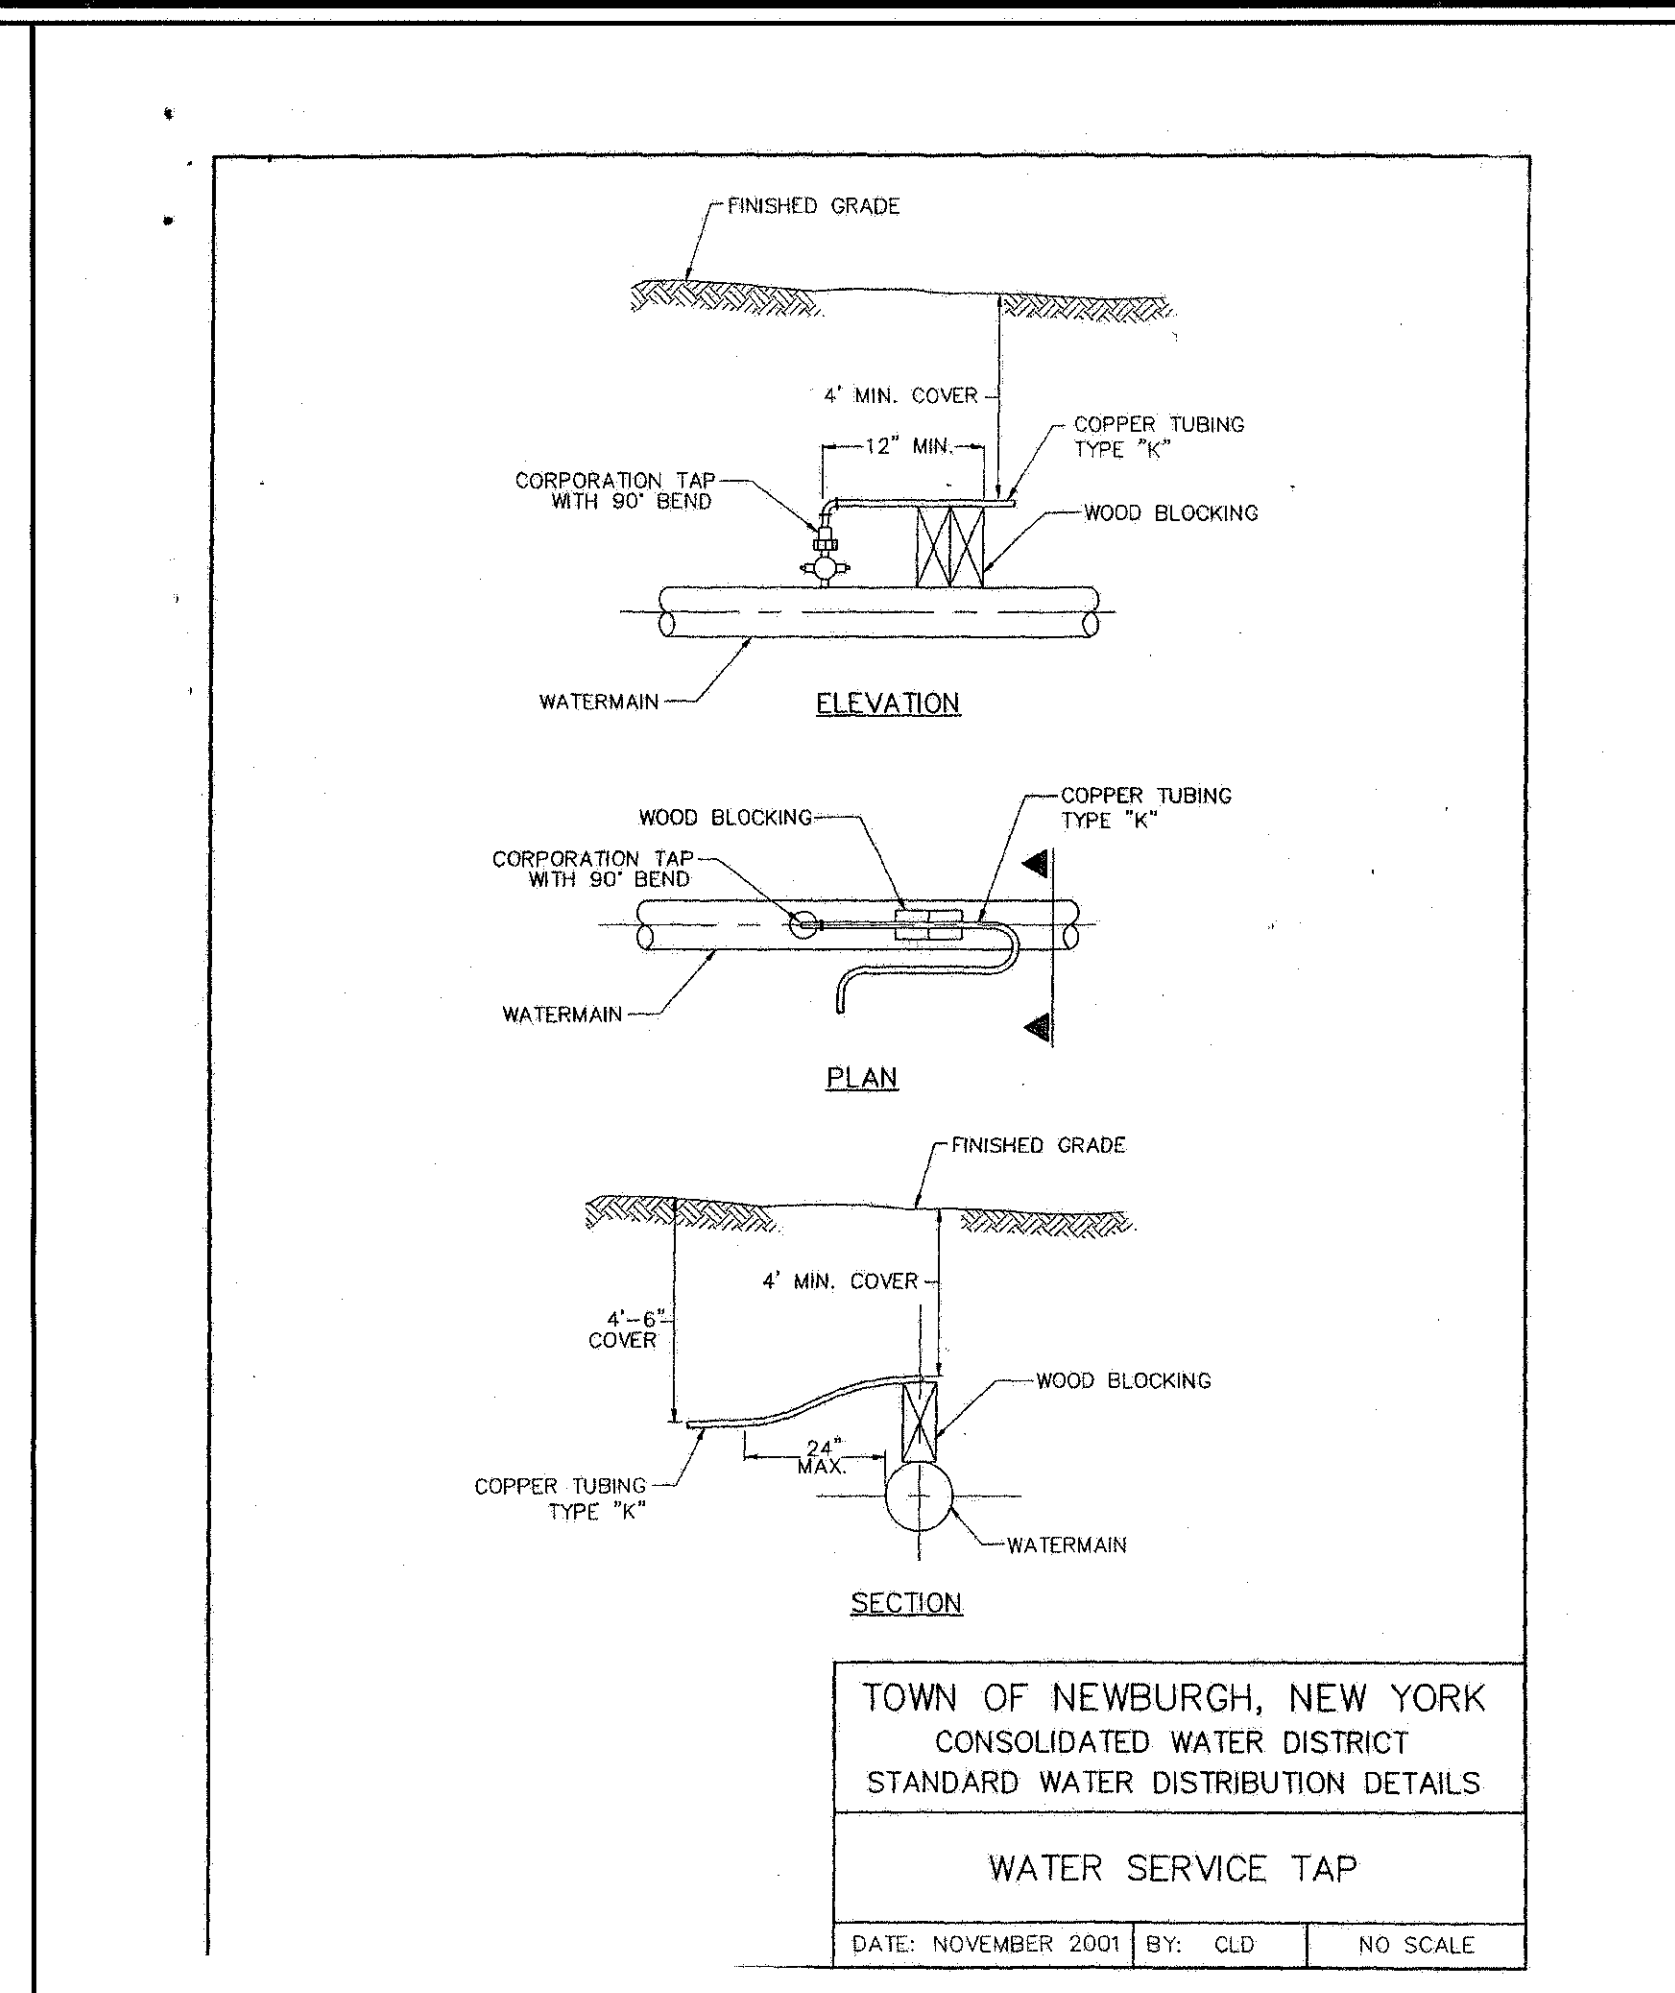 FINISHED GRADE
4' MIN. COVER
COPPER TUBING
TYPE "K"
12" MIN.
CORPORATION TAP
WITH 90° BEND
WOOD BLOCKING
WATERMAIN
ELEVATION
COPPER TUBING
TYPE "K"
WOOD BLOCKING
CORPORATION TAP
WITH 90° BEND
WATERMAIN
PLAN
FINISHED GRADE
4' MIN. COVER
4'-6"
COVER
WOOD BLOCKING
24"
MAX.
COPPER TUBING
TYPE "K"
WATERMAIN
SECTION
TOWN OF NEWBURGH, NEW YORK
CONSOLIDATED WATER DISTRICT
STANDARD WATER DISTRIBUTION DETAILS
WATER SERVICE TAP
DATE: NOVEMBER 2001 BY: CLD NO SCALE